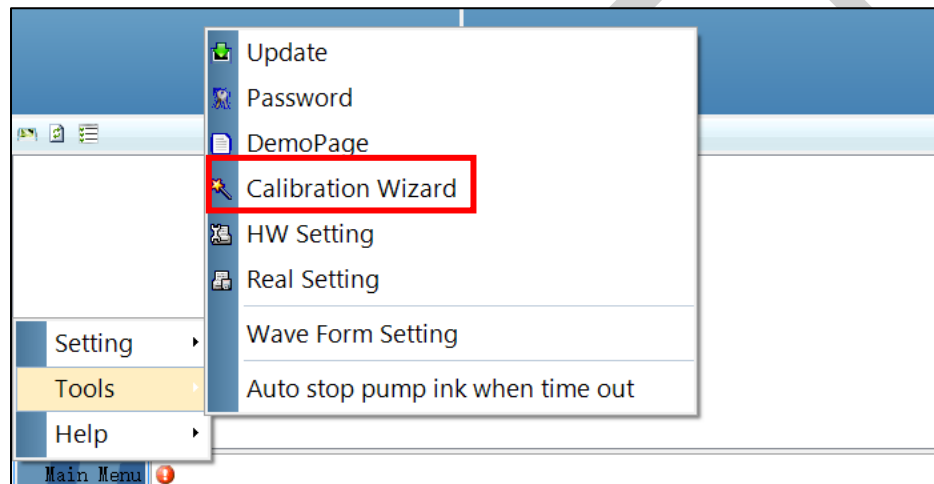 Update
Password
DemoPage
Calibration Wizard
HW Setting
Real Setting
Wave Form Setting
Auto stop pump ink when time out
Setting
Tools
Help
Main Menu